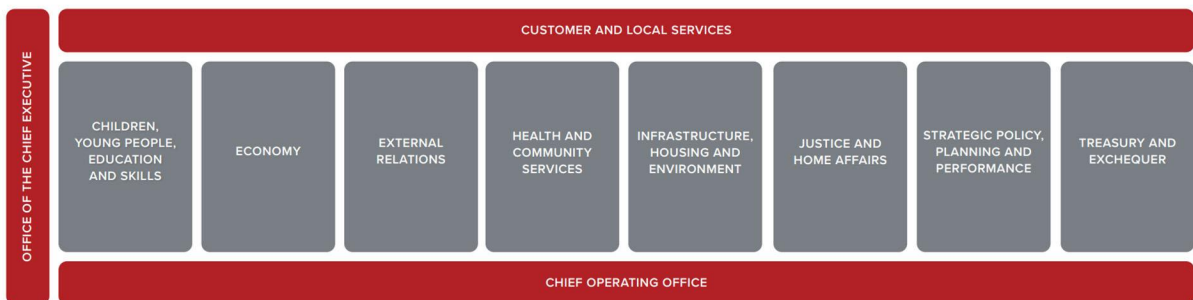 OFFICE OF THE CHIEF EXECUTIVE
CUSTOMER AND LOCAL SERVICES
CHILDREN,
YOUNG PEOPLE,
EDUCATION
AND SKILLS
ECONOMY
EXTERNAL
RELATIONS
HEALTH AND
COMMUNITY
SERVICES
INFRASTRUCTURE,
HOUSING AND
ENVIRONMENT
JUSTICE AND
HOME AFFAIRS
STRATEGIC POLICY,
PLANNING AND
PERFORMANCE
TREASURY AND
EXCHEQUER
CHIEF OPERATING OFFICE